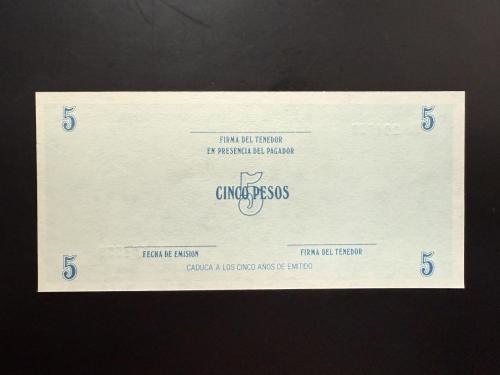 5 5
FIRMA DEL TENEDOR
EN PRESENCIA DEL PAGADOR
5
CINCO PESOS
FECHA DE EMISION FIRMA DEL TENEDOR
5 CADUCA A LOS CINCO AÑOS DE EMITIDO 5